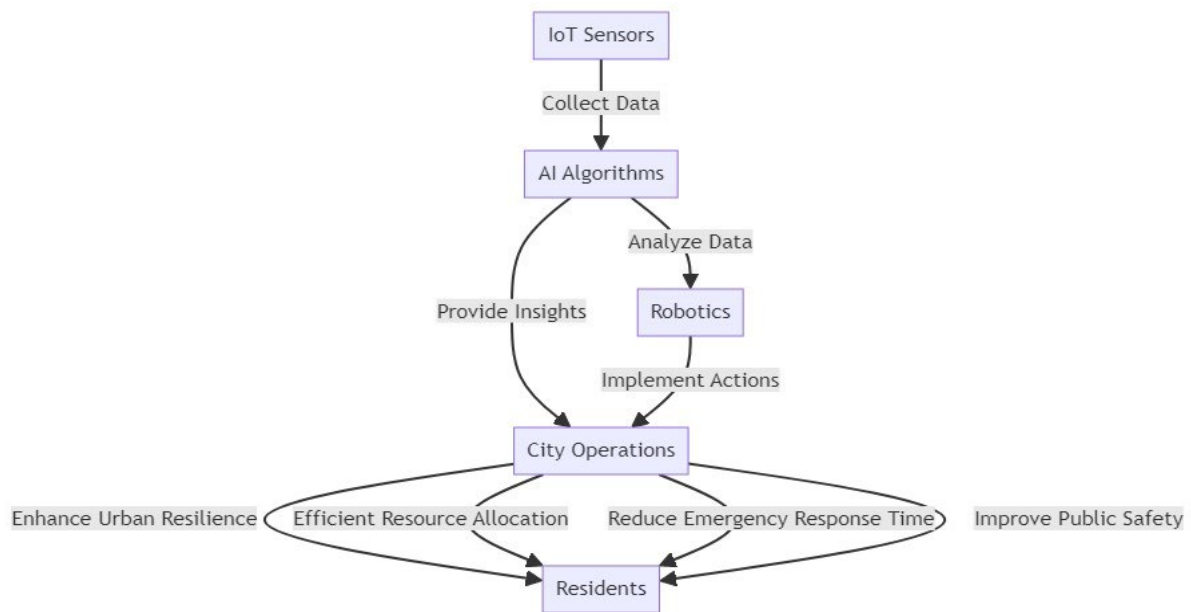 IoT Sensors
Collect Data
AI Algorithms
Analyze Data
Provide Insights
Robotics
Implement Actions
City Operations
Enhance Urban Resilience
Efficient Resource Allocation
Reduce Emergency Response Time
Improve Public Safety
Residents